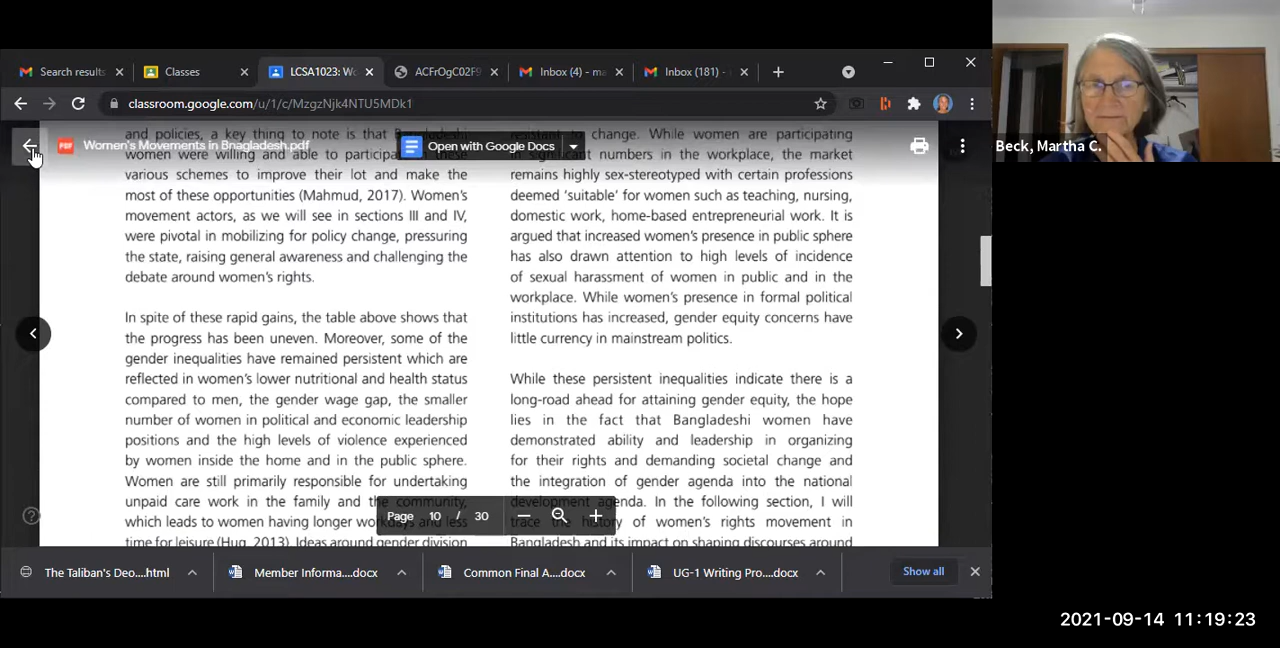 Search results
Classes
LCSA1023: Wo
ACFrOgC02F9
Inbox (4) - ma
Inbox (181) -
classroom.google.com/u/1/c/MzgzNjk4NTU5MDk1
Women's Movements in Bnagladesh.pdf
Open with Google Docs
Beck, Martha C.
and policies, a key thing to note is that Bangladeshi
women were willing and able to participate in these
various schemes to improve their lot and make the
most of these opportunities (Mahmud, 2017). Women's
movement actors, as we will see in sections III and IV,
were pivotal in mobilizing for policy change, pressuring
the state, raising general awareness and challenging the
debate around women's rights.
In spite of these rapid gains, the table above shows that
the progress has been uneven. Moreover, some of the
gender inequalities have remained persistent which are
reflected in women's lower nutritional and health status
compared to men, the gender wage gap, the smaller
number of women in political and economic leadership
positions and the high levels of violence experienced
by women inside the home and in the public sphere.
Women are still primarily responsible for undertaking
unpaid care work in the family and the community,
which leads to women having longer workdays and less
time for leisure (Huq, 2013). Ideas around gender division
resistant to change. While women are participating
in significant numbers in the workplace, the market
remains highly sex-stereotyped with certain professions
deemed 'suitable' for women such as teaching, nursing,
domestic work, home-based entrepreneurial work. It is
argued that increased women's presence in public sphere
has also drawn attention to high levels of incidence
of sexual harassment of women in public and in the
workplace. While women's presence in formal political
institutions has increased, gender equity concerns have
little currency in mainstream politics.
While these persistent inequalities indicate there is a
long-road ahead for attaining gender equity, the hope
lies in the fact that Bangladeshi women have
demonstrated ability and leadership in organizing
for their rights and demanding societal change and
the integration of gender agenda into the national
development agenda. In the following section, I will
trace the history of women's rights movement in
Bangladesh and its impact on shaping discourses around
Page 10 / 30
The Taliban's Deo....html
Member Informa....docx
Common Final A....docx
UG-1 Writing Pro....docx
Show all
2021-09-14 11:19:23